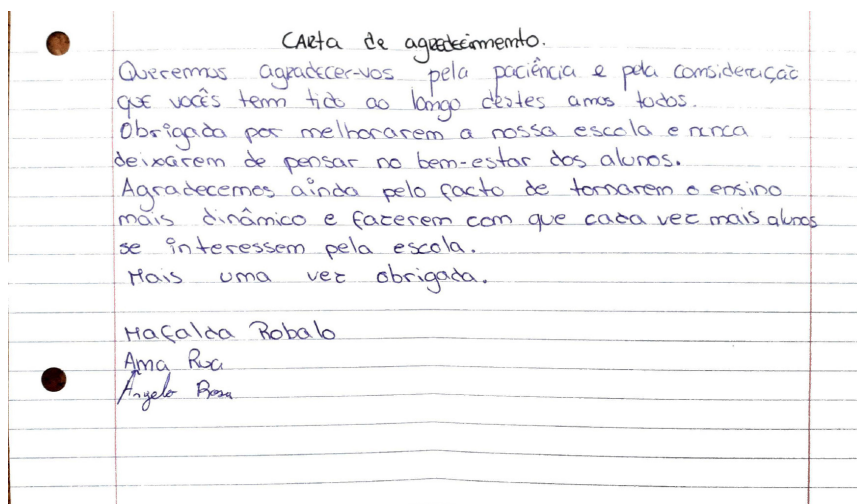 Carta de agradecimento.
Queremos agradecer-vos pela paciência e pela consideração
que vocês têm tido ao longo destes anos todos.
Obrigada por melhorarem a nossa escola e nunca
deixarem de pensar no bem-estar dos alunos.
Agradecemos ainda pelo facto de tornarem o ensino
mais dinâmico e fazerem com que cada vez mais alunos
se interessem pela escola.
Mais uma vez obrigada.
Mafalda Robalo
Ana Rua
Ângelo Rosa